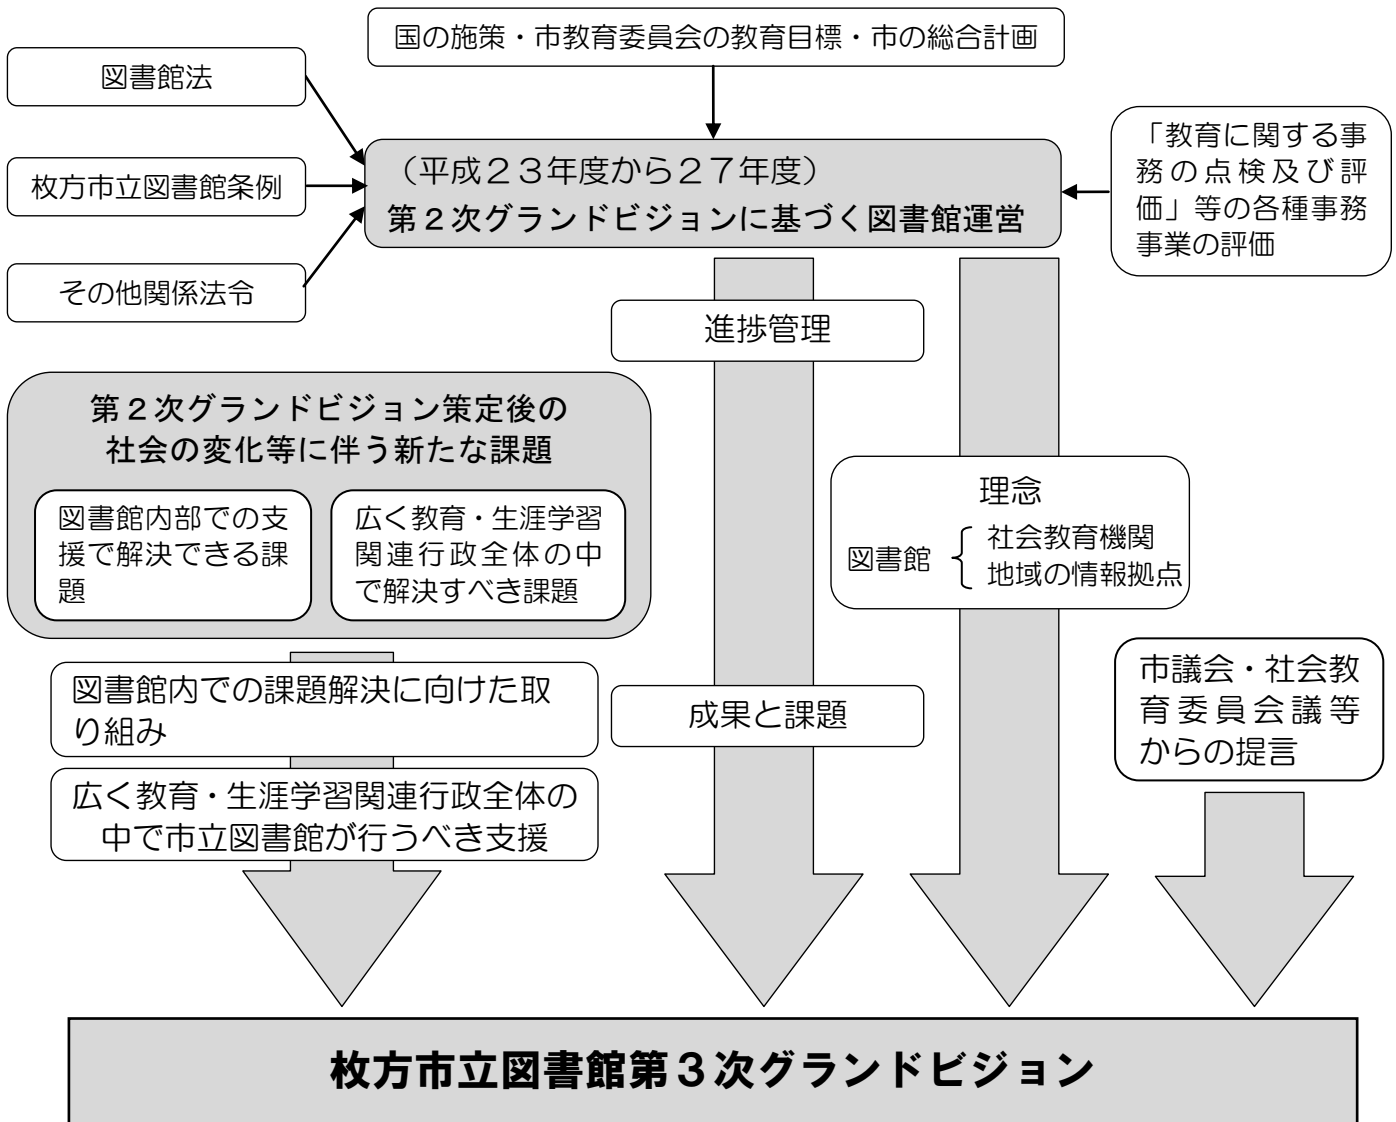 国の施策・市教育委員会の教育目標・市の総合計画
図書館法
枚方市立図書館条例
その他関係法令
（平成２３年度から２７年度）
第２次グランドビジョンに基づく図書館運営
「教育に関する事
務の点検及び評
価」等の各種事務
事業の評価
進捗管理
第２次グランドビジョン策定後の
社会の変化等に伴う新たな課題
図書館内部での支
援で解決できる課
題
広く教育・生涯学習
関連行政全体の中
で解決すべき課題
理念
図書館 { 社会教育機関
地域の情報拠点
図書館内での課題解決に向けた取
り組み
広く教育・生涯学習関連行政全体の
中で市立図書館が行うべき支援
成果と課題
市議会・社会教
育委員会議等
からの提言
枚方市立図書館第３次グランドビジョン